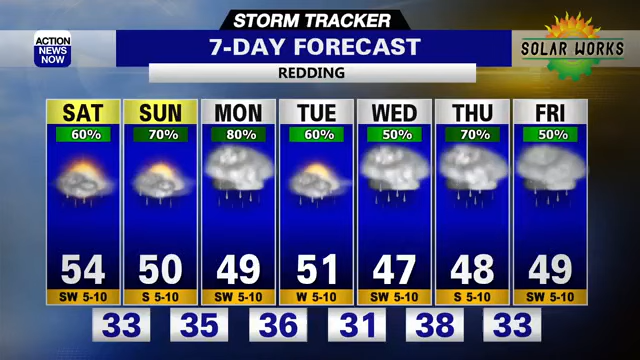 STORM TRACKER
ACTION
NEWS
NOW
7-DAY FORECAST
SOLAR WORKS
REDDING
SAT SUN MON TUE WED THU FRI
60% 70% 80% 60% 50% 70% 50%
54 50 49 51 47 48 49
SW 5-10 S 5-10 SW 5-10 W 5-10 SW 5-10 S 5-10 SW 5-10
33 35 36 31 38 33